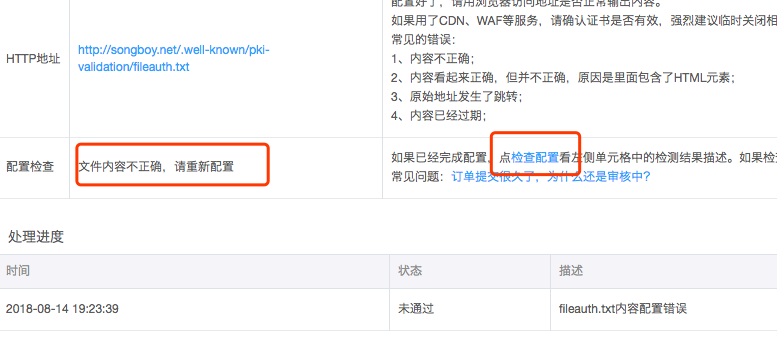 配置好了，请用浏览器访问地址是否正常输出内容。
如果用了CDN、WAF等服务，请确认证书是否有效，强烈建议临时关闭相
常见的错误：
HTTP地址
http://songboy.net/.well-known/pki-
validation/fileauth.txt
1、内容不正确；
2、内容看起来正确，但并不正确，原因是里面包含了HTML元素；
3、原始地址发生了跳转；
4、内容已经过期；
配置检查
文件内容不正确，请重新配置
如果已经完成配置，点检查配置看左侧单元格中的检测结果描述。如果检
常见问题：订单提交很久了，为什么还是审核中?
处理进度
时间 状态 描述
2018-08-14 19:23:39 未通过 fileauth.txt内容配置错误